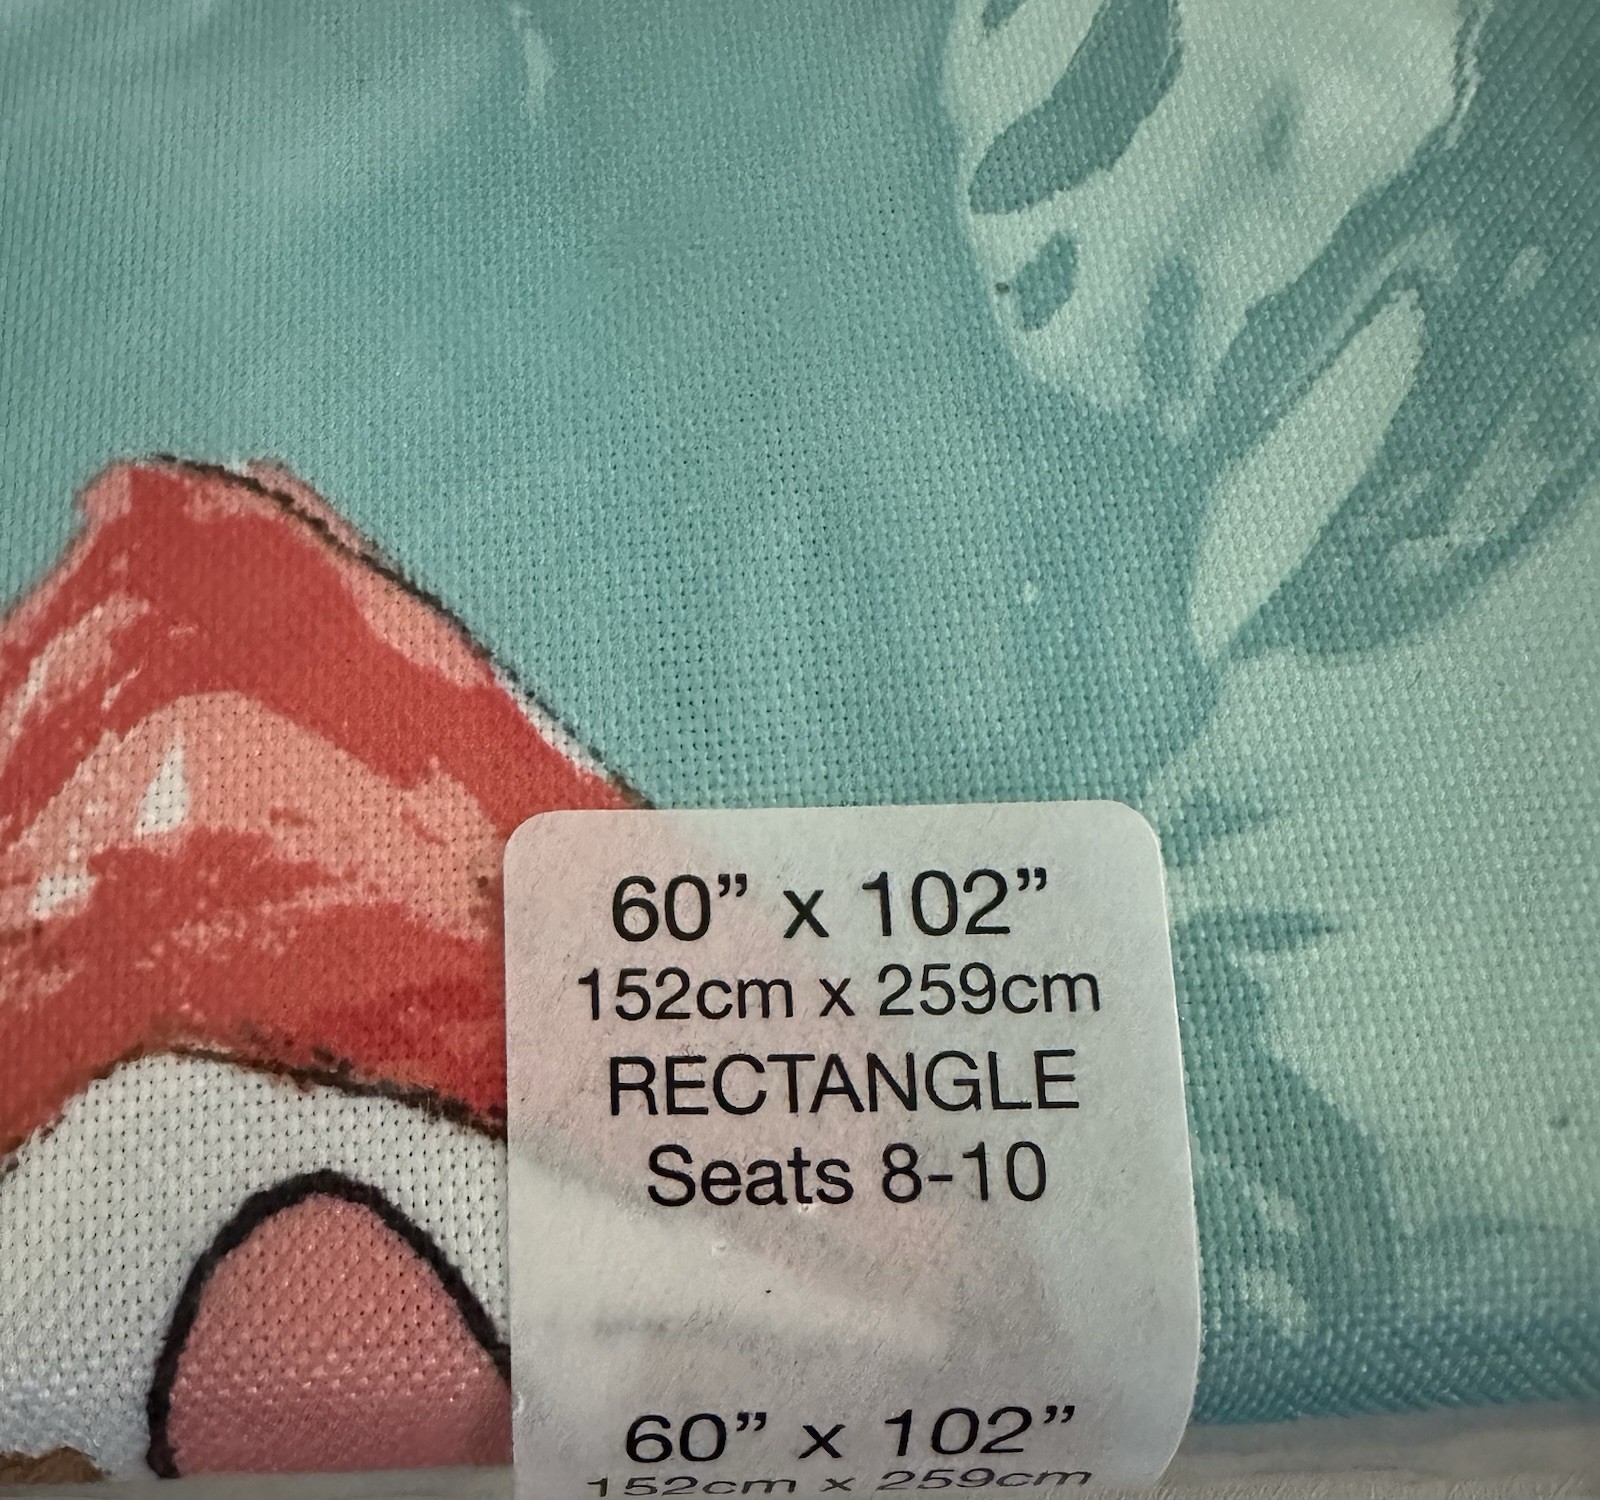 60” x 102”
152cm x 259cm
RECTANGLE
Seats 8-10
60” x 102”
152cm x 259cm